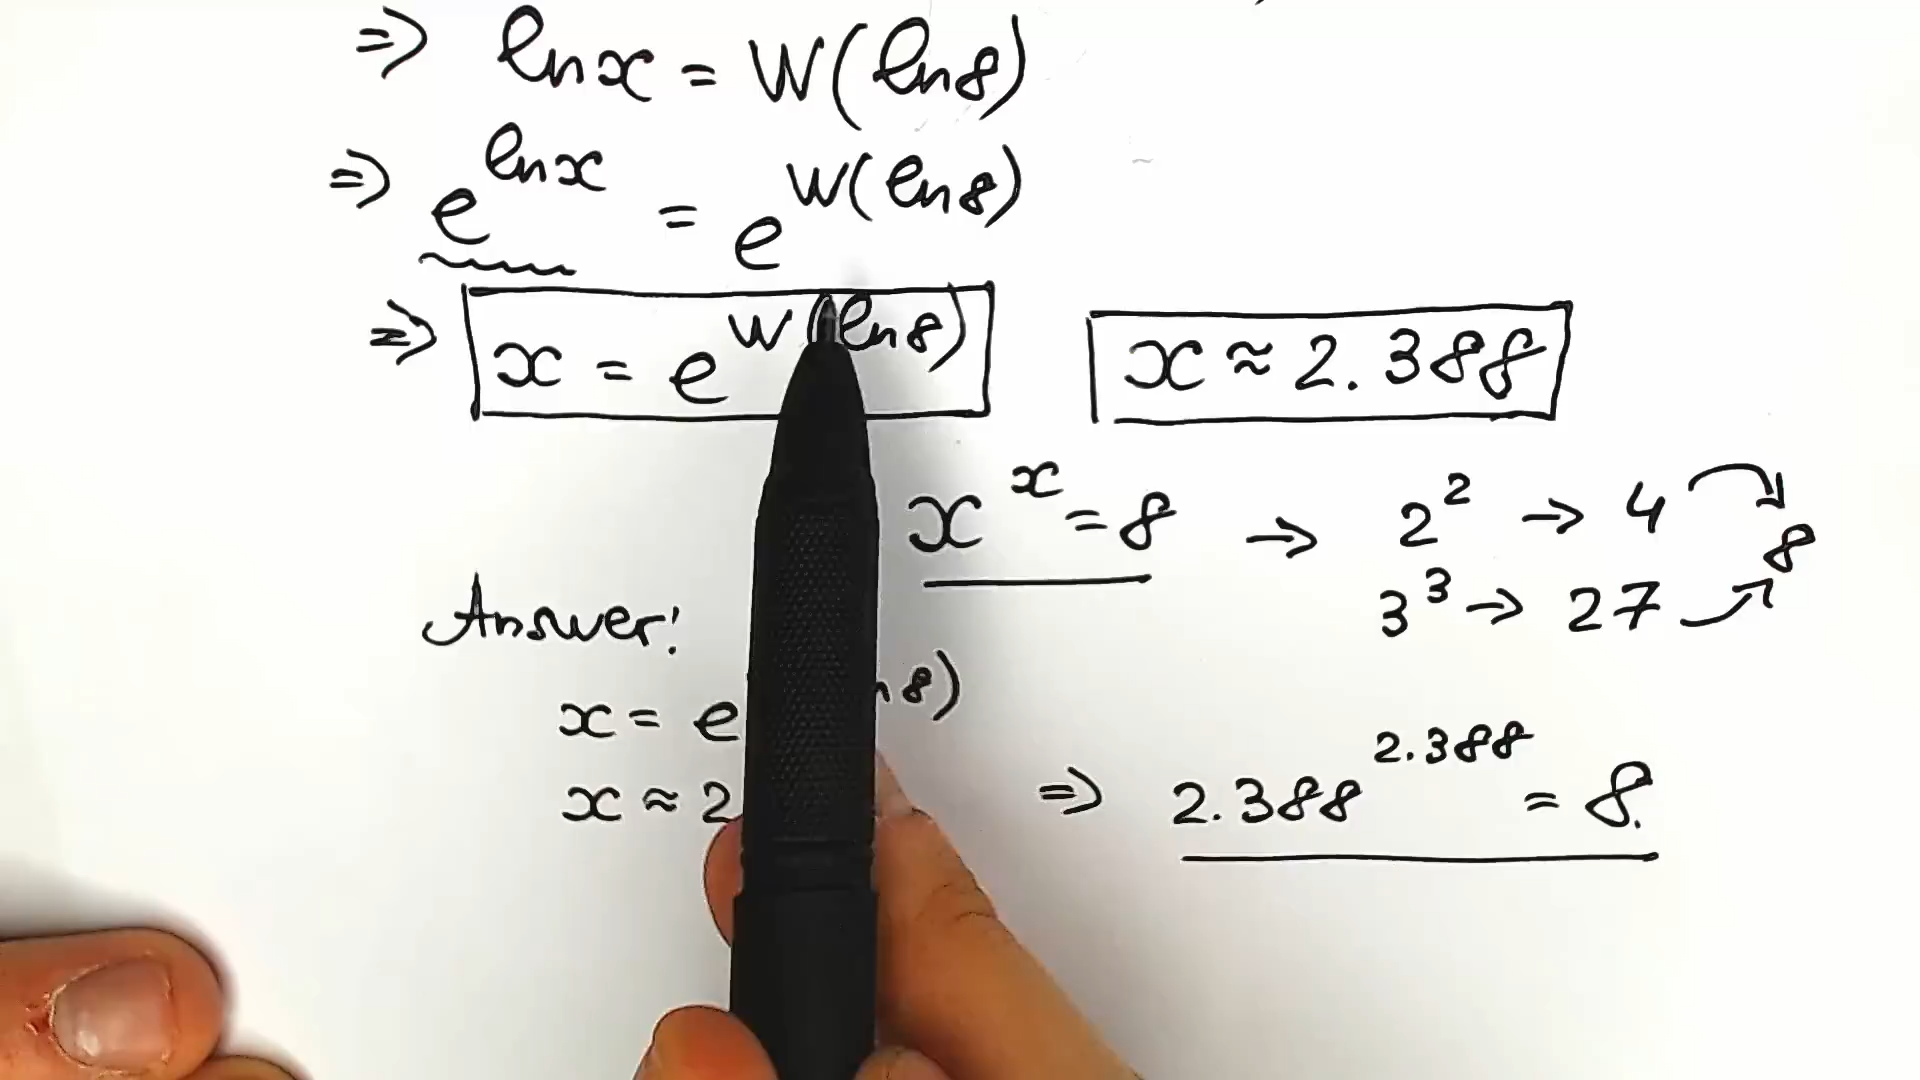 => ln x = W(ln 8)
=> e^{ln x} = e^{W(ln 8)}
=> x = e^{W(ln 8)}
x ≈ 2.388
x^x = 8 → 2^2 → 4
8
3^3 → 27
Answer:
x = e 8)
x ≈ 2
=> 2.388^{2.388} = 8.